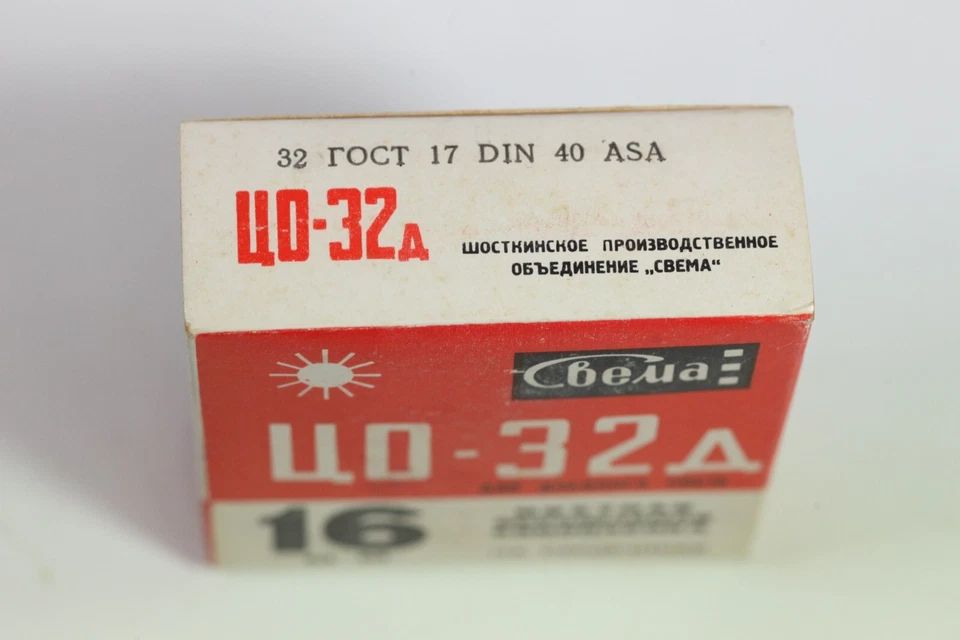 32 ГОСТ 17 DIN 40 ASA
ЦО-32д
ШОСТКИНСКОЕ ПРОИЗВОДСТВЕННОЕ
ОБЪЕДИНЕНИЕ „СВЕМА“
Свема
ЦО-32Д
16